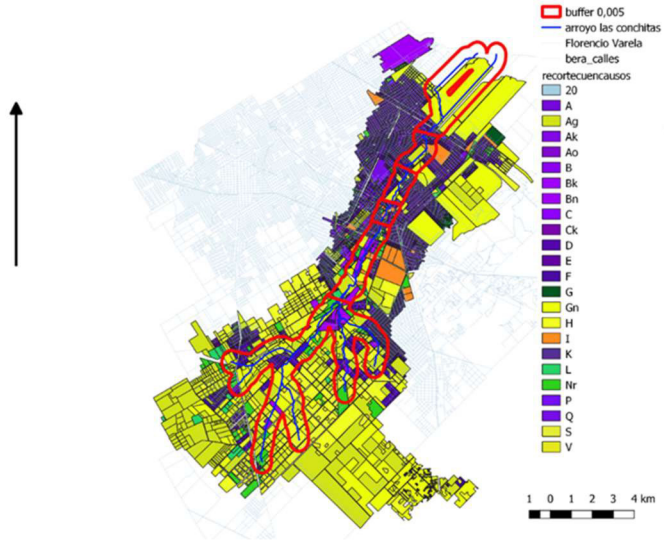 buffer 0,005
arroyo las conchitas
Florencio Varela
bera_calles
recortecuencausos
20
A
Ag
Ak
Ao
B
Bk
Bn
C
Ck
D
E
F
G
Gn
H
I
K
L
Nr
P
Q
S
V
1 0 1 2 3 4 km